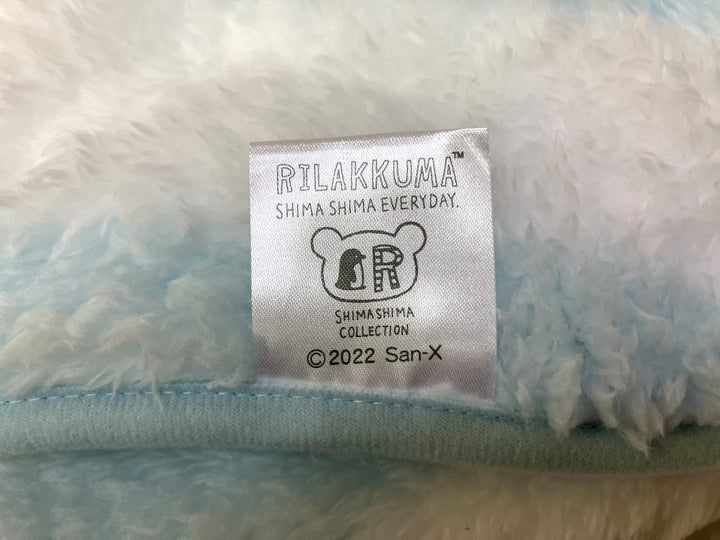 RILAKKUMA™
SHIMA SHIMA EVERYDAY.
R
SHIMASHIMA
COLLECTION
©2022 San-X